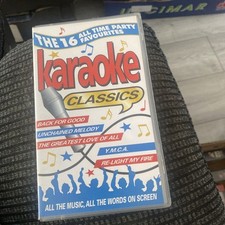 THE 16 ALL TIME PARTY
FAVOURITES
karaoke
CLASSICS
BACK FOR GOOD
UNCHAINED MELODY
THE GREATEST LOVE OF ALL
Y.M.C.A.
RE-LIGHT MY FIRE
ALL THE MUSIC, ALL THE WORDS ON SCREEN